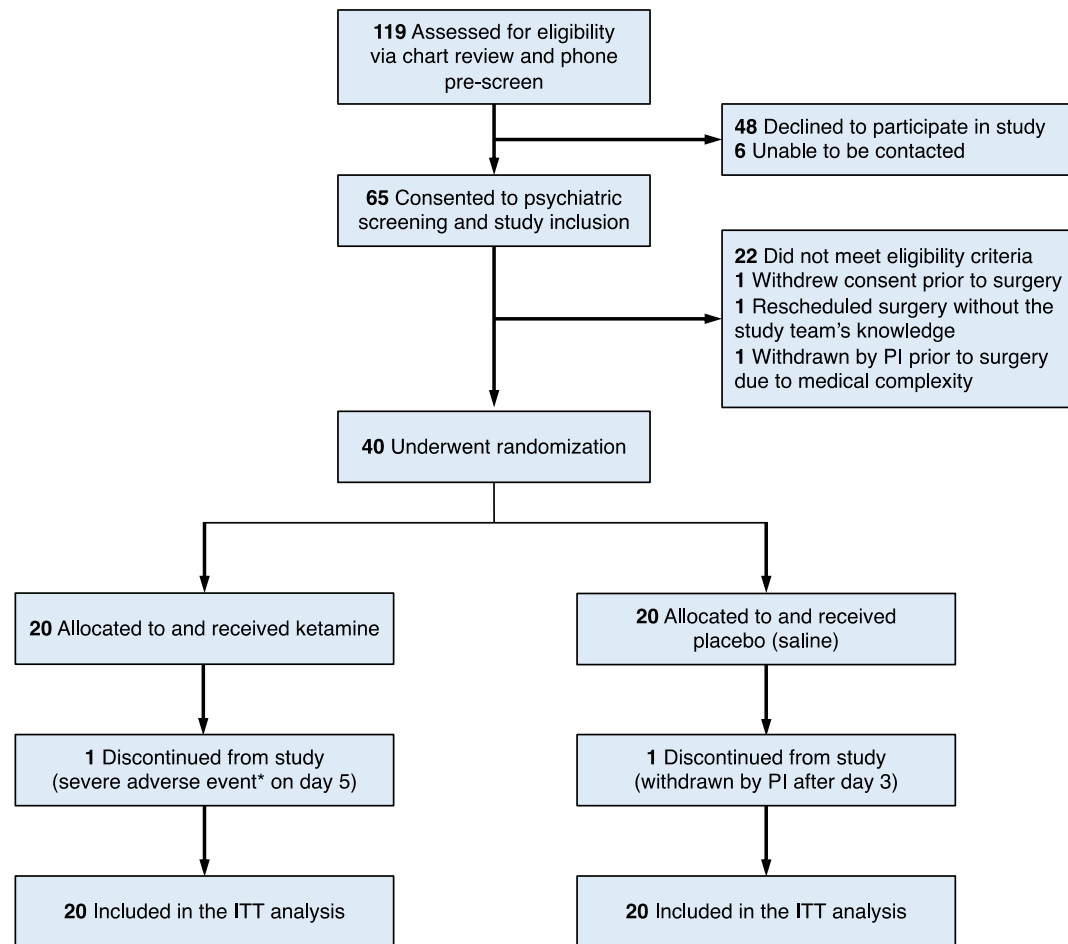 119 Assessed for eligibility
via chart review and phone
pre-screen
48 Declined to participate in study
6 Unable to be contacted
65 Consented to psychiatric
screening and study inclusion
22 Did not meet eligibility criteria
1 Withdrew consent prior to surgery
1 Rescheduled surgery without the
study team’s knowledge
1 Withdrawn by PI prior to surgery
due to medical complexity
40 Underwent randomization
20 Allocated to and received ketamine
20 Allocated to and received
placebo (saline)
1 Discontinued from study
(severe adverse event* on day 5)
1 Discontinued from study
(withdrawn by PI after day 3)
20 Included in the ITT analysis
20 Included in the ITT analysis